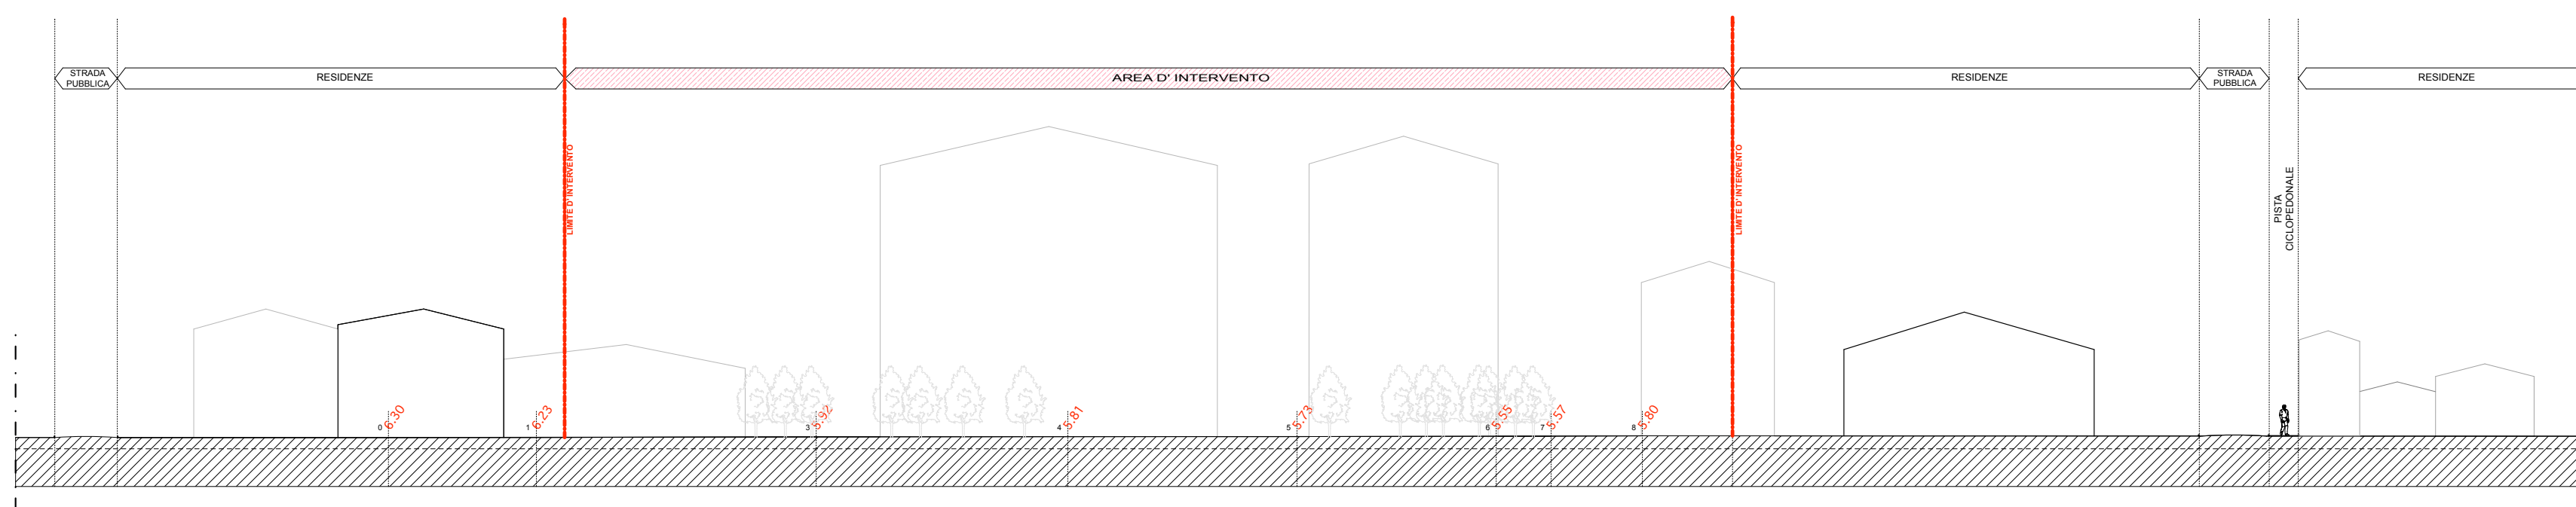 STRADA
PUBBLICA
RESIDENZE
AREA D' INTERVENTO
RESIDENZE
STRADA
PUBBLICA
RESIDENZE
LIMITE D' INTERVENTO
LIMITE D' INTERVENTO
PISTA
CICLOPEDONALE
0 6.30
1 6.23
3 5.92
4 5.81
5 5.73
6 5.55
7 5.57
8 5.80